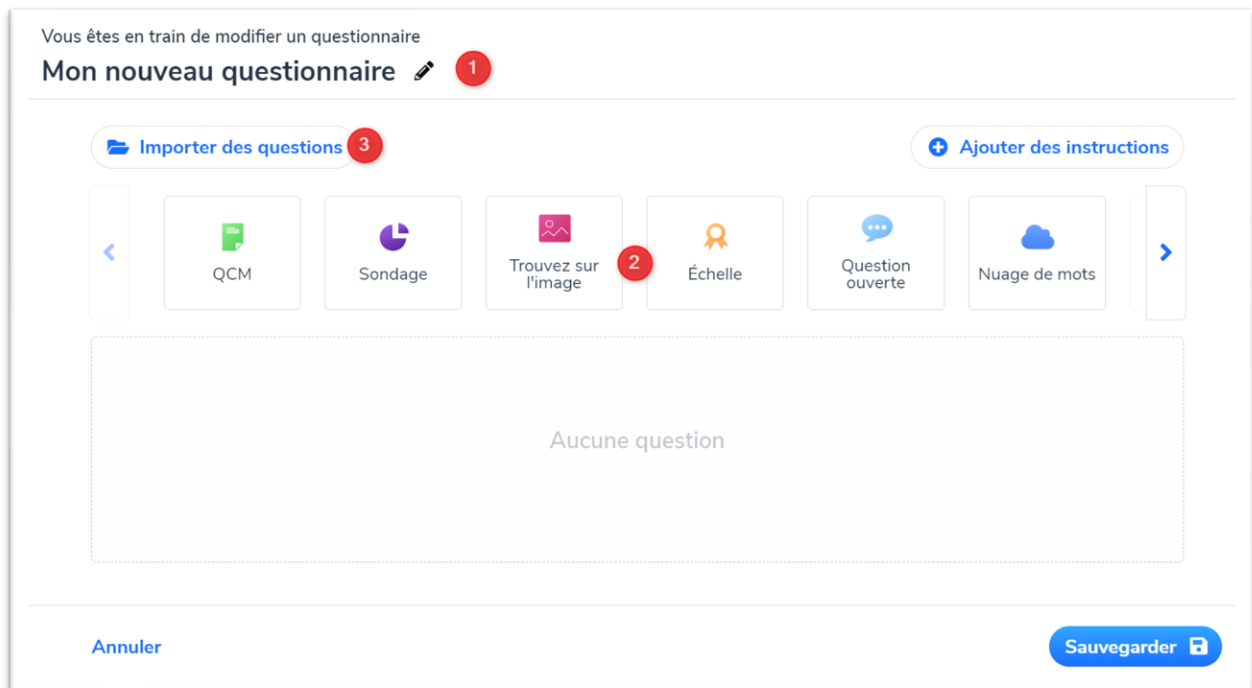 Vous êtes en train de modifier un questionnaire
Mon nouveau questionnaire 1
Importer des questions 3
Ajouter des instructions
QCM
Sondage
Trouvez sur
l'image
2
Échelle
Question
ouverte
Nuage de mots
Aucune question
Annuler
Sauvegarder